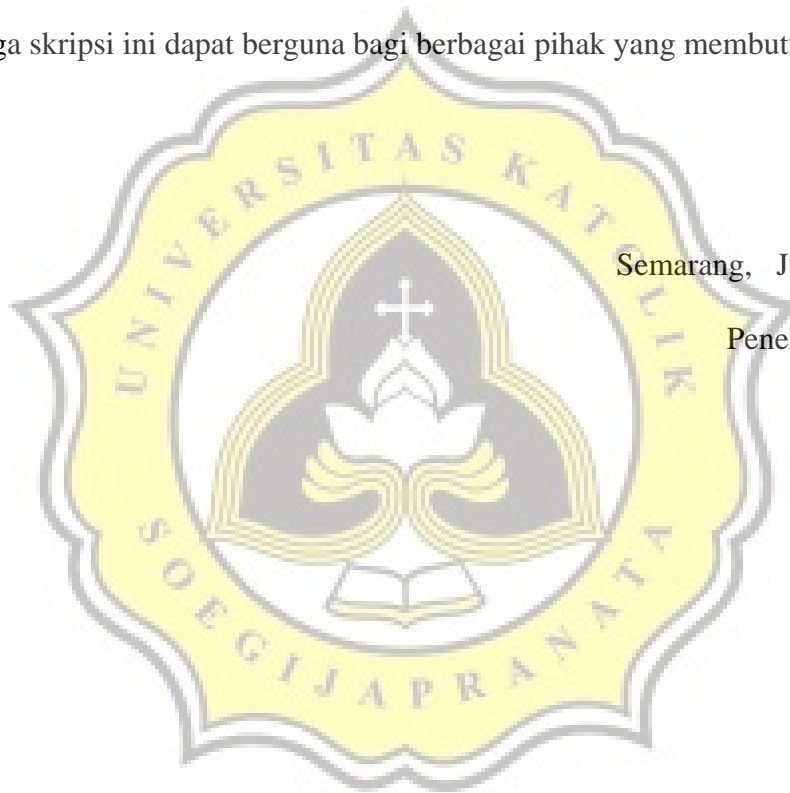 ga skripsi ini dapat berguna bagi berbagai pihak yang membut
UNIVERSITAS KATOLIK
Semarang, J
Penel
SOEGIJAPRANATA